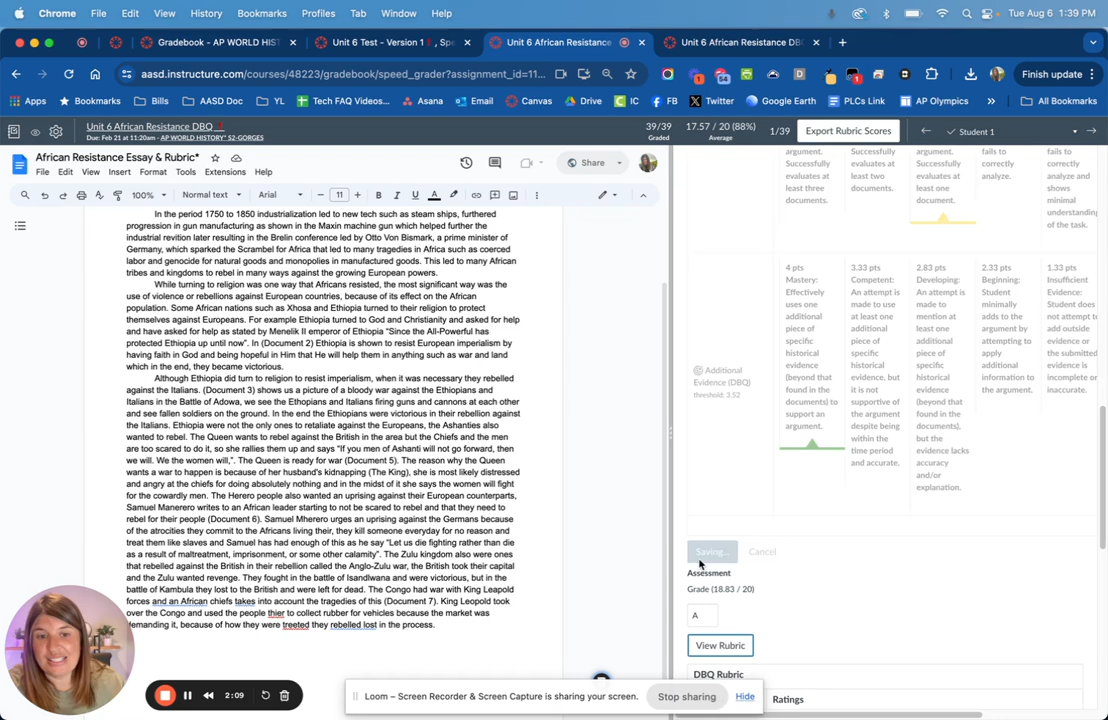 Chrome File Edit View History Bookmarks Profiles Tab Window Help Tue Aug 6 1:39 PM
Gradebook - AP WORLD HIS Unit 6 Test - Version 1 , Spe Unit 6 African Resistance Unit 6 African Resistance DB
aasd.instructure.com/courses/48223/gradebook/speed_grader?assignment_id=11... Finish update
Apps Bookmarks Bills AASD Doc YL Tech FAQ Videos... Asana Email Canvas Drive IC FB Twitter Google Earth PLCs Link AP Olympics » All Bookmarks
Unit 6 African Resistance DBQ
Due: Feb 21 at 11:20am - AP WORLD HISTORY* S2-GORGES
39/39 Graded
17.57 / 20 (88%) Average
1/39
Export Rubric Scores
Student 1
African Resistance Essay & Rubric*
File Edit View Insert Format Tools Extensions Help
Share
100% Normal text Arial 11
In the period 1750 to 1850 industrialization led to new tech such as steam ships, furthered
progression in gun manufacturing as shown in the Maxin machine gun which helped further the
industrial revition later resulting in the Brelin conference led by Otto Von Bismark, a prime minister of
Germany, which sparked the Scrambel for Africa that led to many tragedies in Africa such as coerced
labor and genocide for natural goods and monopolies in manufactured goods. This led to many African
tribes and kingdoms to rebel in many ways against the growing European powers.
While turning to religion was one way that Africans resisted, the most significant way was the
use of violence or rebellions against European countries, because of its effect on the African
population. Some African nations such as Xhosa and Ethiopia turned to their religion to protect
themselves against Europeans. For example Ethiopia turned to God and Christianity and asked for help
and have asked for help as stated by Menelik II emperor of Ethiopia “Since the All-Powerful has
protected Ethiopia up until now”. In (Document 2) Ethiopia is shown to resist European imperialism by
having faith in God and being hopeful in Him that He will help them in anything such as war and land
which in the end, they became victorious.
Although Ethiopia did turn to religion to resist imperialism, when it was necessary they rebelled
against the Italians. (Document 3) shows us a picture of a bloody war against the Ethiopians and
Italians in the Battle of Adowa, we see the Ethopians and Italians firing guns and cannons at each other
and see fallen soldiers on the ground. In the end the Ethiopians were victorious in their rebellion against
the Italians. Ethiopia were not the only ones to retaliate against the Europeans, the Ashanties also
wanted to rebel. The Queen wants to rebel against the British in the area but the Chiefs and the men
are too scared to do it, so she rallies them up and says “If you men of Ashanti will not go forward, then
we will. We the women will,”. The Queen is ready for war (Document 5). The reason why the Queen
wants a war to happen is because of her husband's kidnapping (The King), she is most likely distressed
and angry at the chiefs for doing absolutely nothing and in the midst of it she says the women will fight
for the cowardly men. The Herero people also wanted an uprising against their European counterparts,
Samuel Manerero writes to an African leader starting to not be scared to rebel and that they need to
rebel for their people (Document 6). Samuel Mherero urges an uprising against the Germans because
of the atrocities they commit to the Africans living their, they kill someone everyday for no reason and
treat them like slaves and Samuel has had enough of this as he say “Let us die fighting rather than die
as a result of maltreatment, imprisonment, or some other calamity”. The Zulu kingdom also were ones
that rebelled against the British in their rebellion called the Anglo-Zulu war, the British took their capital
and the Zulu wanted revenge. They fought in the battle of Isandlwana and were victorious, but in the
battle of Kambula they lost to the British and were left for dead. The Congo had war with King Leopold
forces and an African chiefs takes into account the tragedies of this (Document 7). King Leopold took
over the Congo and used the people thier to collect rubber for vehicles because the market was
demanding it, because of how they were treeted they rebelled lost in the process.
argument.
Successfully
evaluates at
least three
documents.
Successfully
evaluates at
least two
documents.
argument.
Successfully
evaluates at
least one
document.
fails to
correctly
analyze.
fails to
correctly
analyze and
shows
minimal
understanding
of the task.
Additional
Evidence (DBQ)
threshold: 3.52
4 pts
Mastery:
Effectively
uses one
additional
piece of
specific
historical
evidence
(beyond that
found in the
documents) to
support an
argument.
3.33 pts
Competent:
An attempt is
made to use
at least one
additional
piece of
specific
historical
evidence, but
it is not
supportive of
the argument
despite being
within the
time period
and accurate.
2.83 pts
Developing:
An attempt is
made to
mention at
least one
additional
piece of
specific
historical
evidence
(beyond that
found in the
documents),
but the
evidence lacks
accuracy
and/or
explanation.
2.33 pts
Beginning:
Student
minimally
adds to the
argument by
attempting to
apply
additional
information to
the argument.
1.33 pts
Insufficient
Evidence:
Student does
not attempt to
add outside
evidence or
the submitted
evidence is
incomplete or
inaccurate.
Saving... Cancel
Assessment
Grade (18.83 / 20)
A
View Rubric
DBQ Rubric
Ratings
2:09
Loom – Screen Recorder & Screen Capture is sharing your screen. Stop sharing Hide